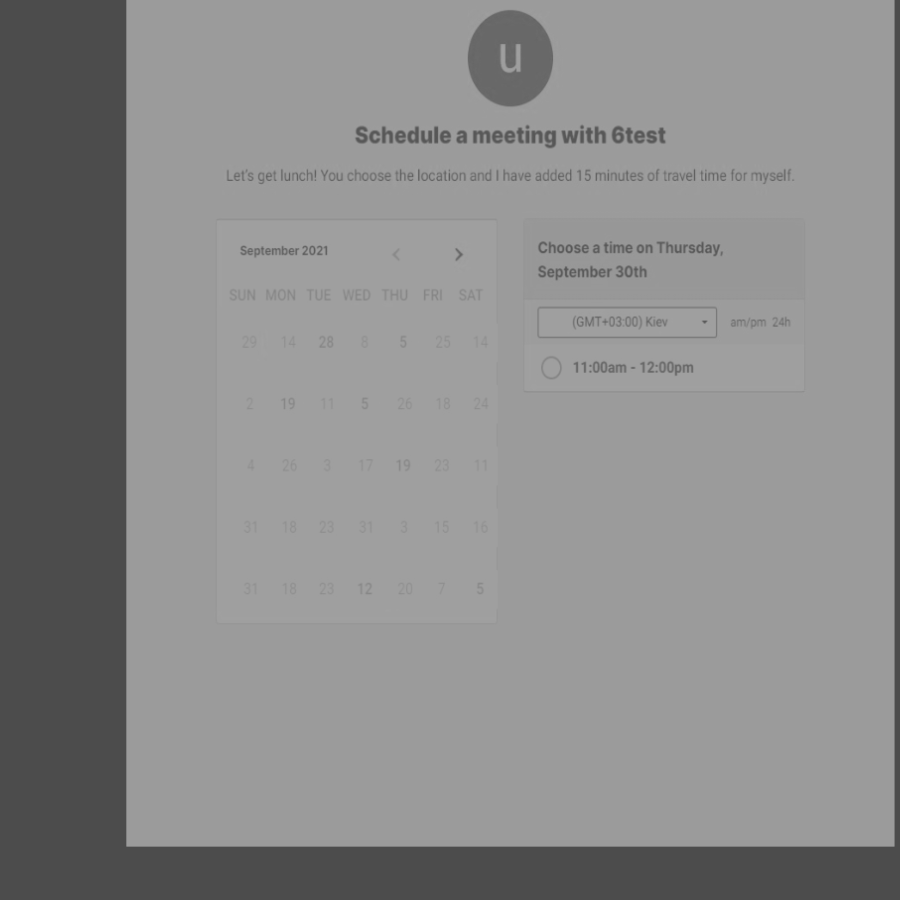 u
Schedule a meeting with 6test
Let's get lunch! You choose the location and I have added 15 minutes of travel time for myself.
September 2021
SUN MON TUE WED THU FRI SAT
29 14 28 8 5 25 14
2 19 11 5 26 18 24
4 26 3 17 19 23 11
31 18 23 31 3 15 16
31 18 23 12 20 7 5
Choose a time on Thursday,
September 30th
(GMT+03:00) Kiev am/pm 24h
11:00am - 12:00pm